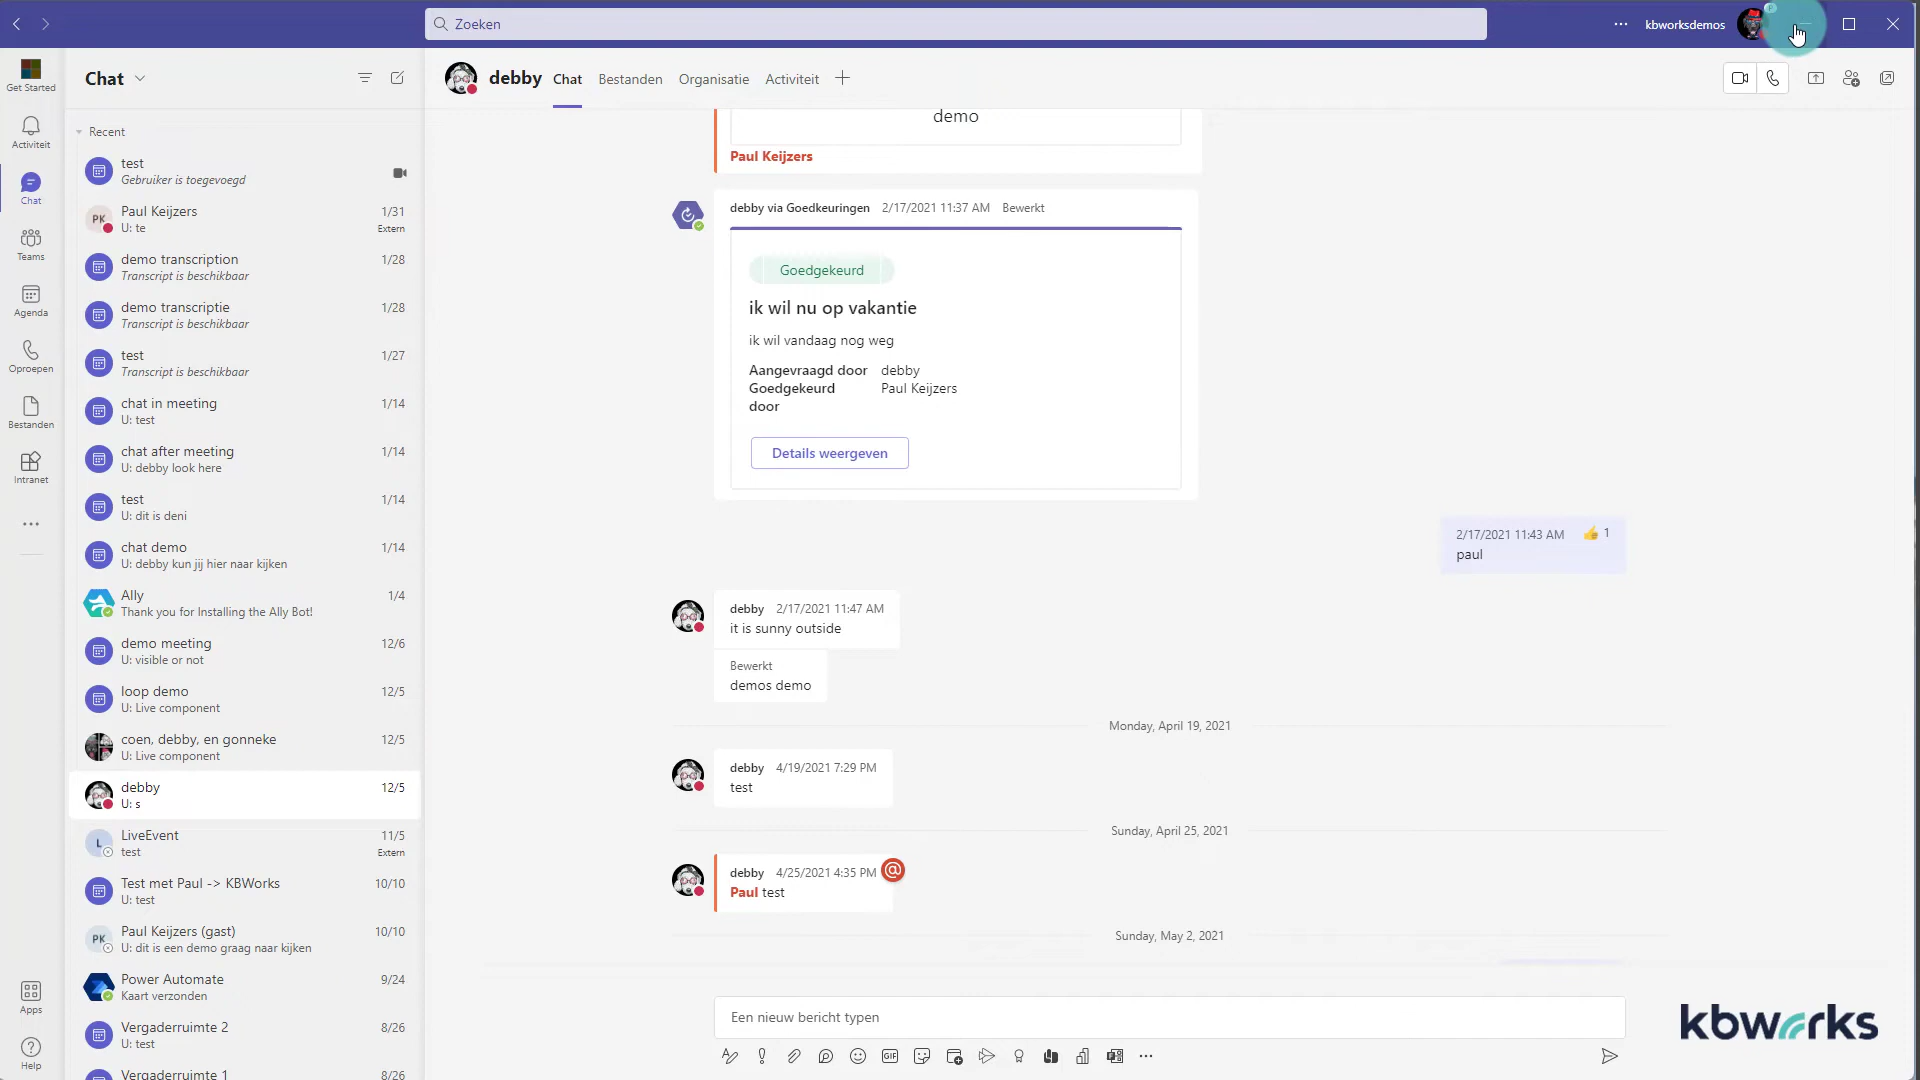 Zoeken
kbworksdemos
Get Started
Activiteit
Chat
Teams
Agenda
Oproepen
Bestanden
Intranet
Apps
Help
Chat
Recent
test
Gebruiker is toegevoegd
PK
Paul Keijzers 1/31
U: te Extern
demo transcription 1/28
Transcript is beschikbaar
demo transcriptie 1/28
Transcript is beschikbaar
test 1/27
Transcript is beschikbaar
chat in meeting 1/14
U: test
chat after meeting 1/14
U: debby look here
test 1/14
U: dit is deni
chat demo 1/14
U: debby kun jij hier naar kijken
Ally 1/4
Thank you for Installing the Ally Bot!
demo meeting 12/6
U: visible or not
loop demo 12/5
U: Live component
coen, debby, en gonneke 12/5
U: Live component
debby 12/5
U: s
L
LiveEvent 11/5
test Extern
Test met Paul -> KBWorks 10/10
U: test
PK
Paul Keijzers (gast) 10/10
U: dit is een demo graag naar kijken
Power Automate 9/24
Kaart verzonden
Vergaderruimte 2 8/26
U: test
Vergaderruimte 1 8/26
debby Chat Bestanden Organisatie Activiteit
demo
Paul Keijzers
debby via Goedkeuringen 2/17/2021 11:37 AM Bewerkt
Goedgekeurd
ik wil nu op vakantie
ik wil vandaag nog weg
Aangevraagd door debby
Goedgekeurd Paul Keijzers
door
Details weergeven
2/17/2021 11:43 AM 👍 1
paul
debby 2/17/2021 11:47 AM
it is sunny outside
Bewerkt
demos demo
Monday, April 19, 2021
debby 4/19/2021 7:29 PM
test
Sunday, April 25, 2021
debby 4/25/2021 4:35 PM @
Paul test
Sunday, May 2, 2021
Een nieuw bericht typen
GIF
kbworks